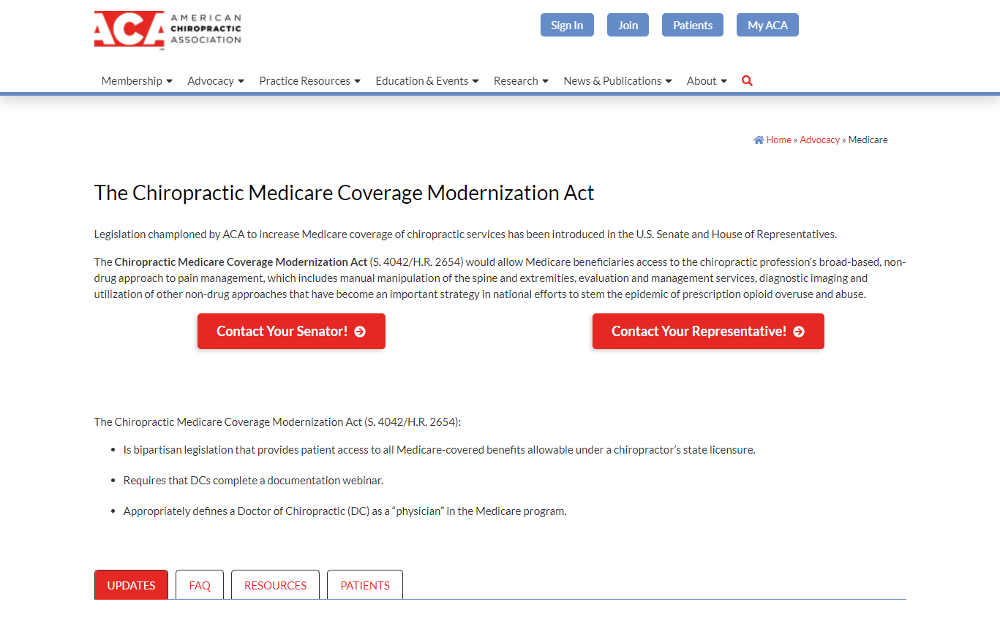 ACA AMERICAN
CHIROPRACTIC
ASSOCIATION
TM
Sign In
Join
Patients
My ACA
Membership
Advocacy
Practice Resources
Education & Events
Research
News & Publications
About
Home » Advocacy » Medicare
The Chiropractic Medicare Coverage Modernization Act
Legislation championed by ACA to increase Medicare coverage of chiropractic services has been introduced in the U.S. Senate and House of Representatives.
The Chiropractic Medicare Coverage Modernization Act (S. 4042/H.R. 2654) would allow Medicare beneficiaries access to the chiropractic profession’s broad-based, non-
drug approach to pain management, which includes manual manipulation of the spine and extremities, evaluation and management services, diagnostic imaging and
utilization of other non-drug approaches that have become an important strategy in national efforts to stem the epidemic of prescription opioid overuse and abuse.
Contact Your Senator!
Contact Your Representative!
The Chiropractic Medicare Coverage Modernization Act (S. 4042/H.R. 2654):
• Is bipartisan legislation that provides patient access to all Medicare-covered benefits allowable under a chiropractor’s state licensure.
• Requires that DCs complete a documentation webinar.
• Appropriately defines a Doctor of Chiropractic (DC) as a “physician” in the Medicare program.
UPDATES
FAQ
RESOURCES
PATIENTS